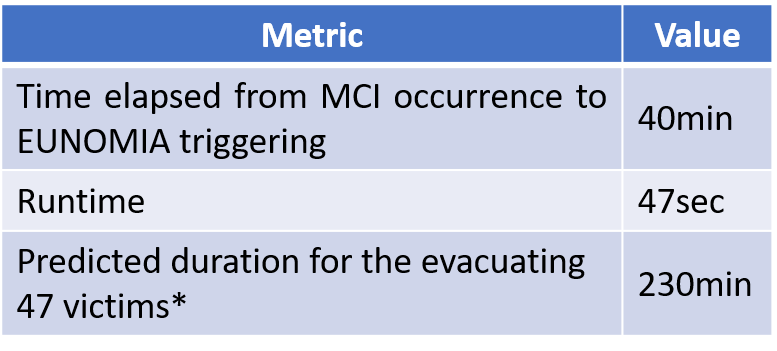 Metric Value
Time elapsed from MCI occurrence to
EUNOMIA triggering
40min
Runtime 47sec
Predicted duration for the evacuating
47 victims*
230min